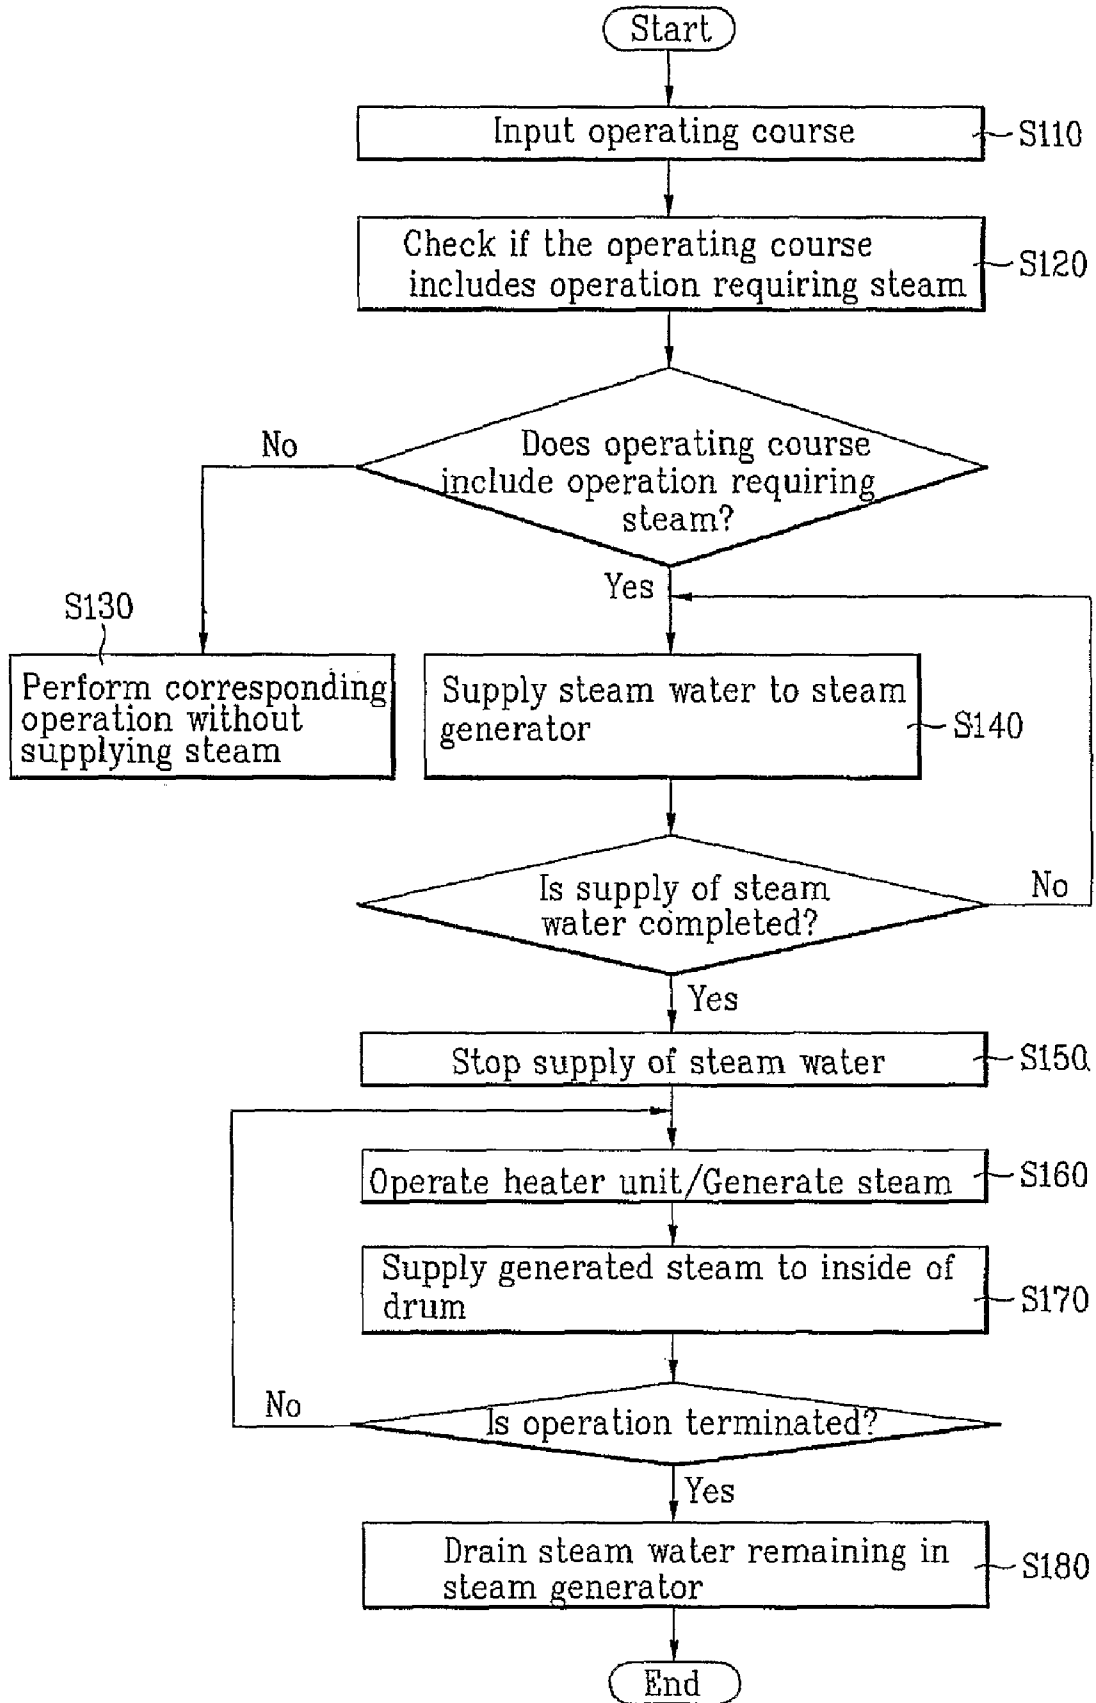 Start
Input operating course
S110
Check if the operating course
includes operation requiring steam
S120
Does operating course
include operation requiring
steam?
No
Yes
S130
Perform corresponding
operation without
supplying steam
Supply steam water to steam
generator
S140
Is supply of steam
water completed?
No
Yes
Stop supply of steam water
S150
Operate heater unit/Generate steam
S160
Supply generated steam to inside of
drum
S170
Is operation terminated?
No
Yes
Drain steam water remaining in
steam generator
S180
End